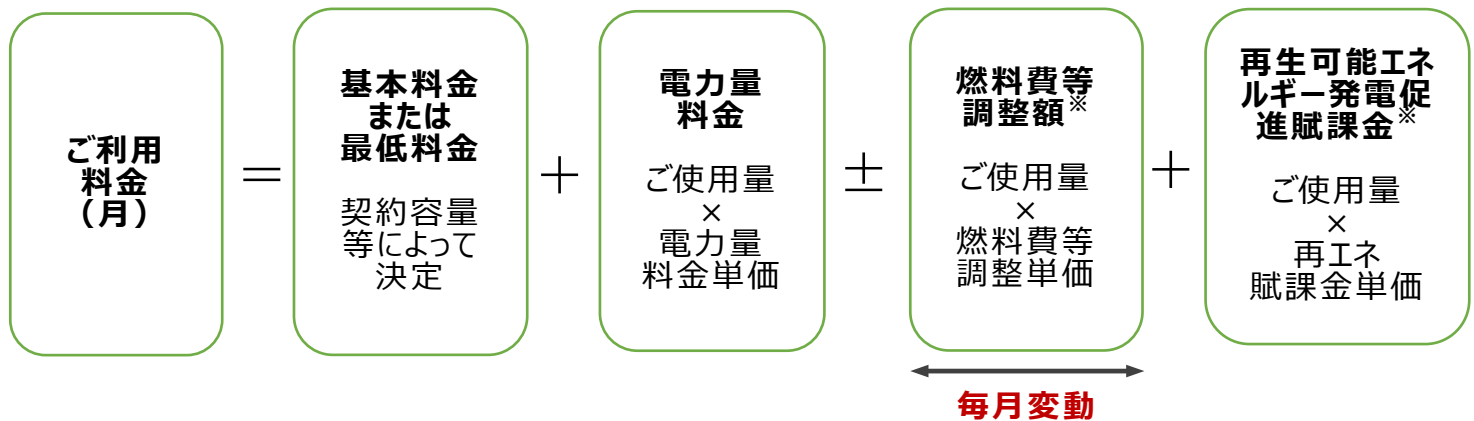 ご利用
料金
（月）
＝
基本料金
または
最低料金
契約容量
等によって
決定
＋
電力量
料金
ご使用量
×
電力量
料金単価
±
燃料費等
調整額※
ご使用量
×
燃料費等
調整単価
＋
再生可能エネ
ルギー発電促
進賦課金※
ご使用量
×
再エネ
賦課金単価
毎月変動